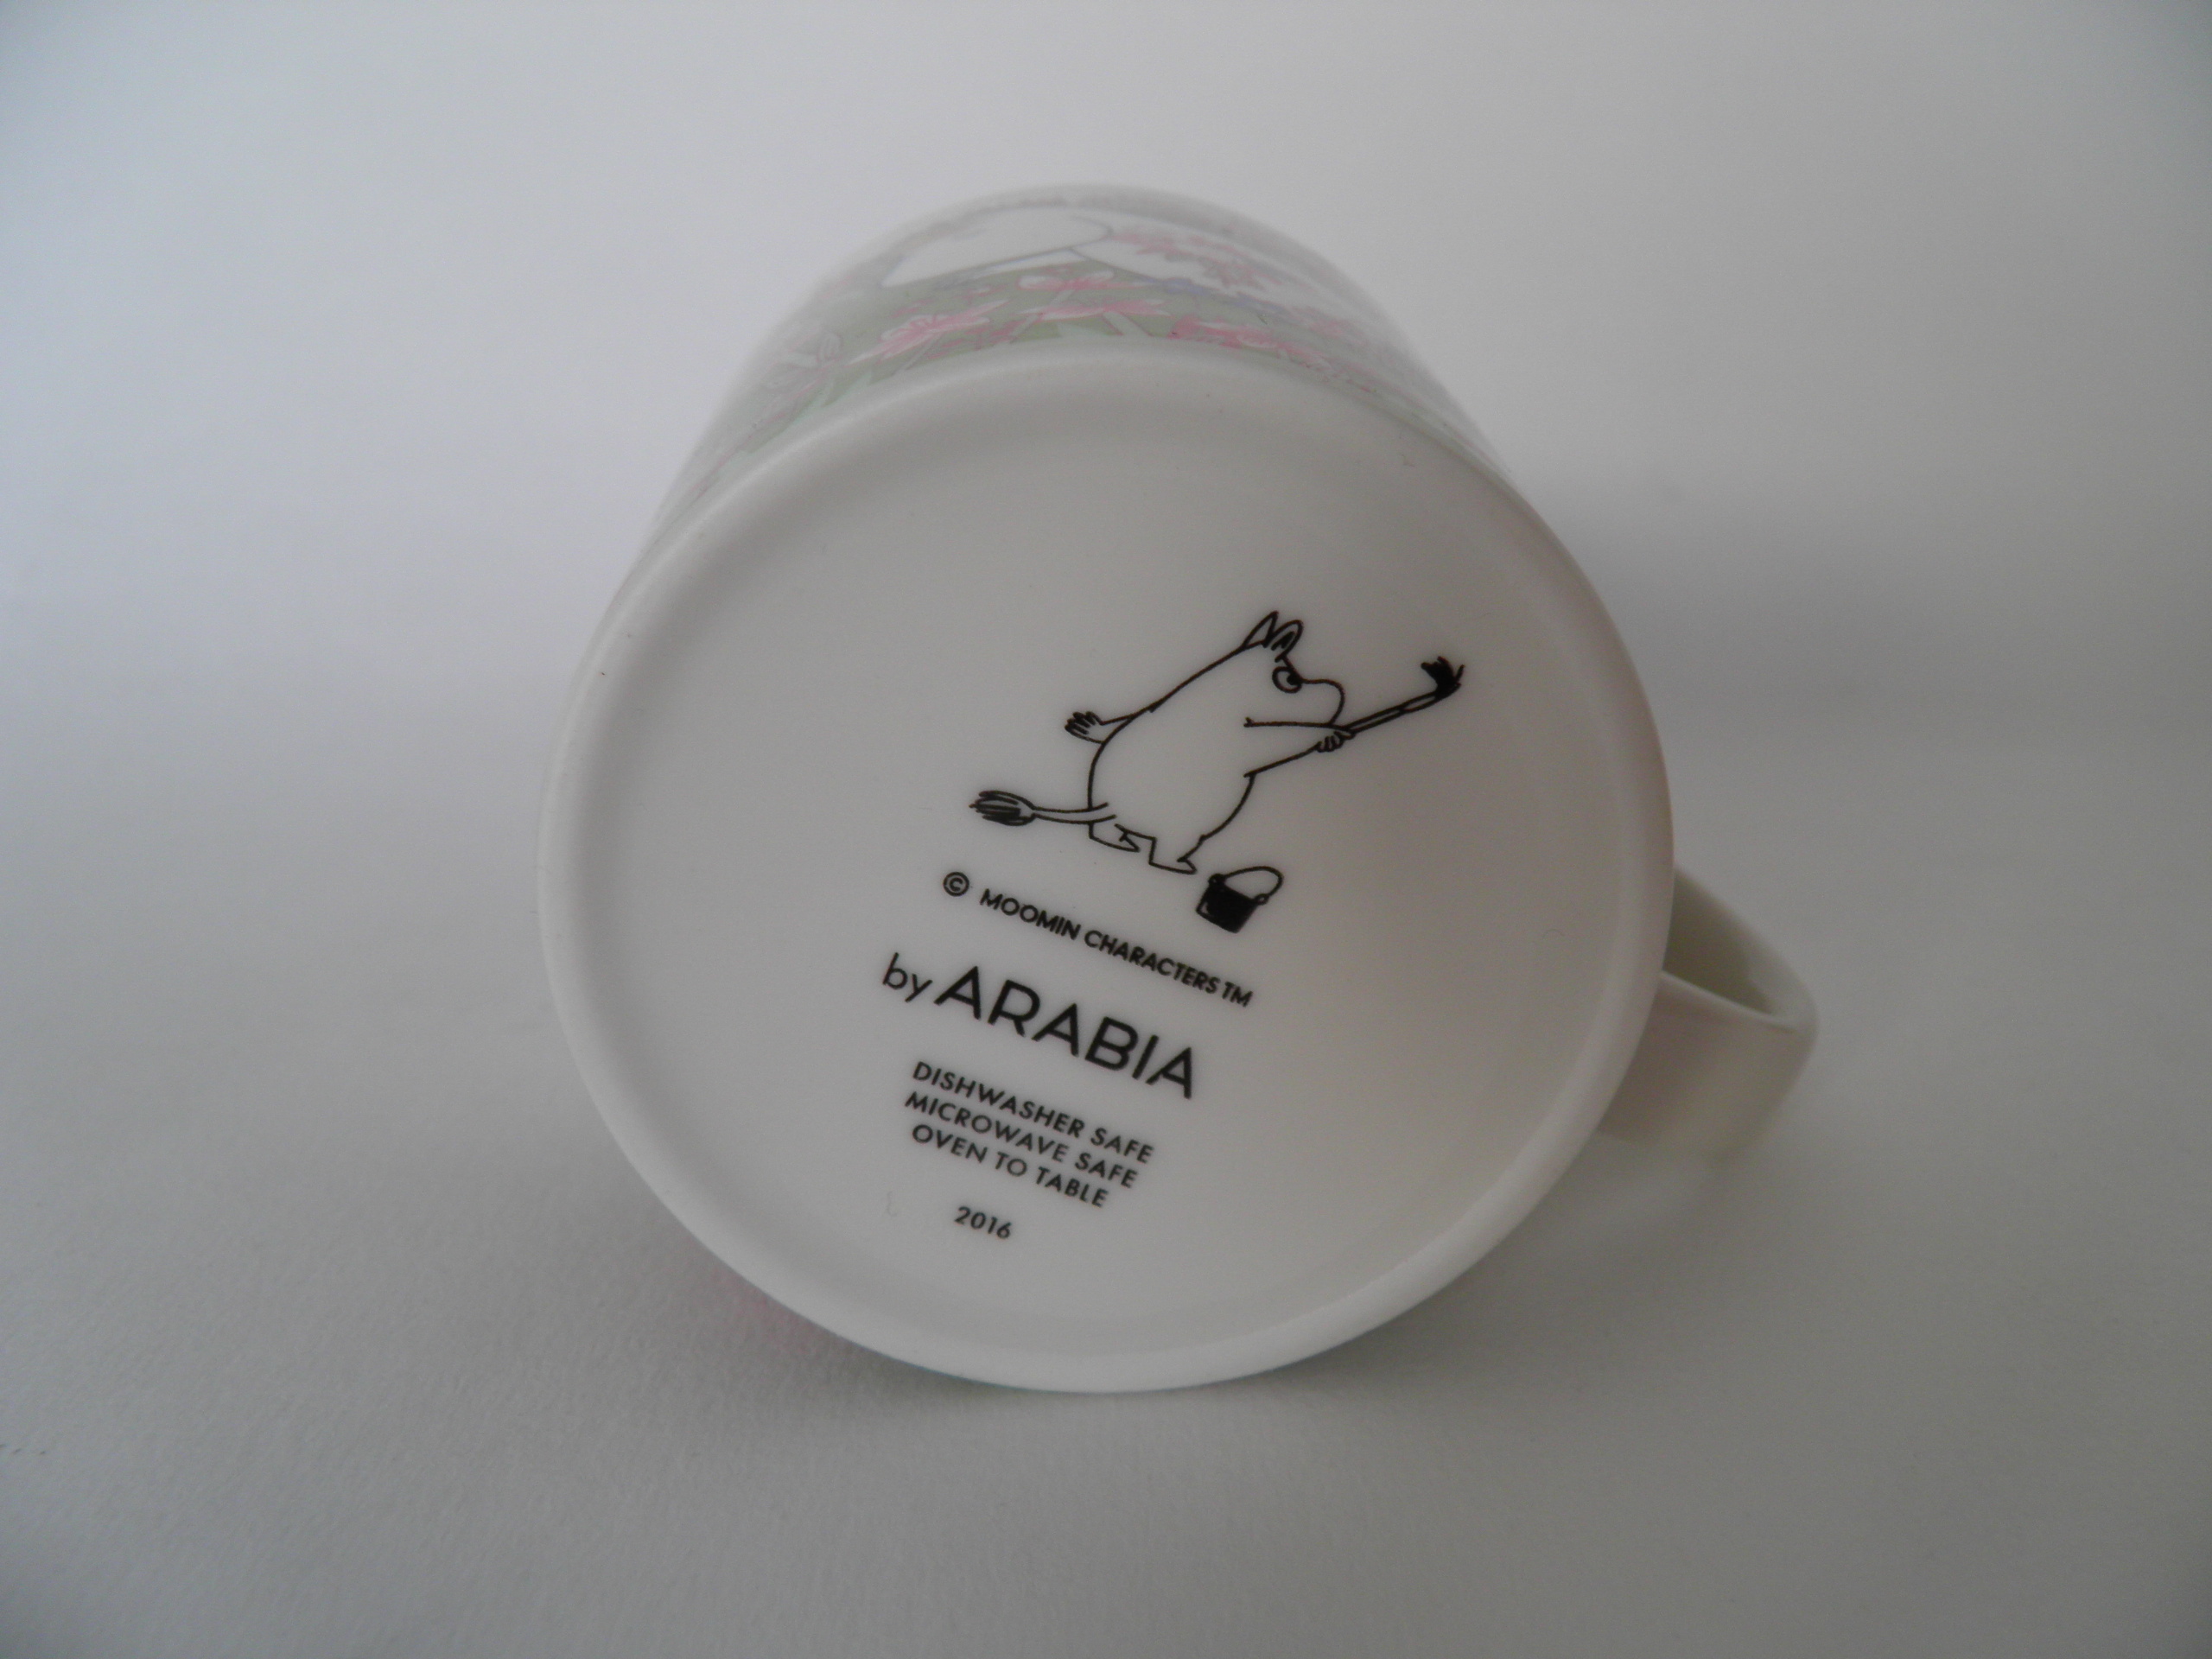 © MOOMIN CHARACTERS TM
by ARABIA
DISHWASHER SAFE
MICROWAVE SAFE
OVEN TO TABLE
2016